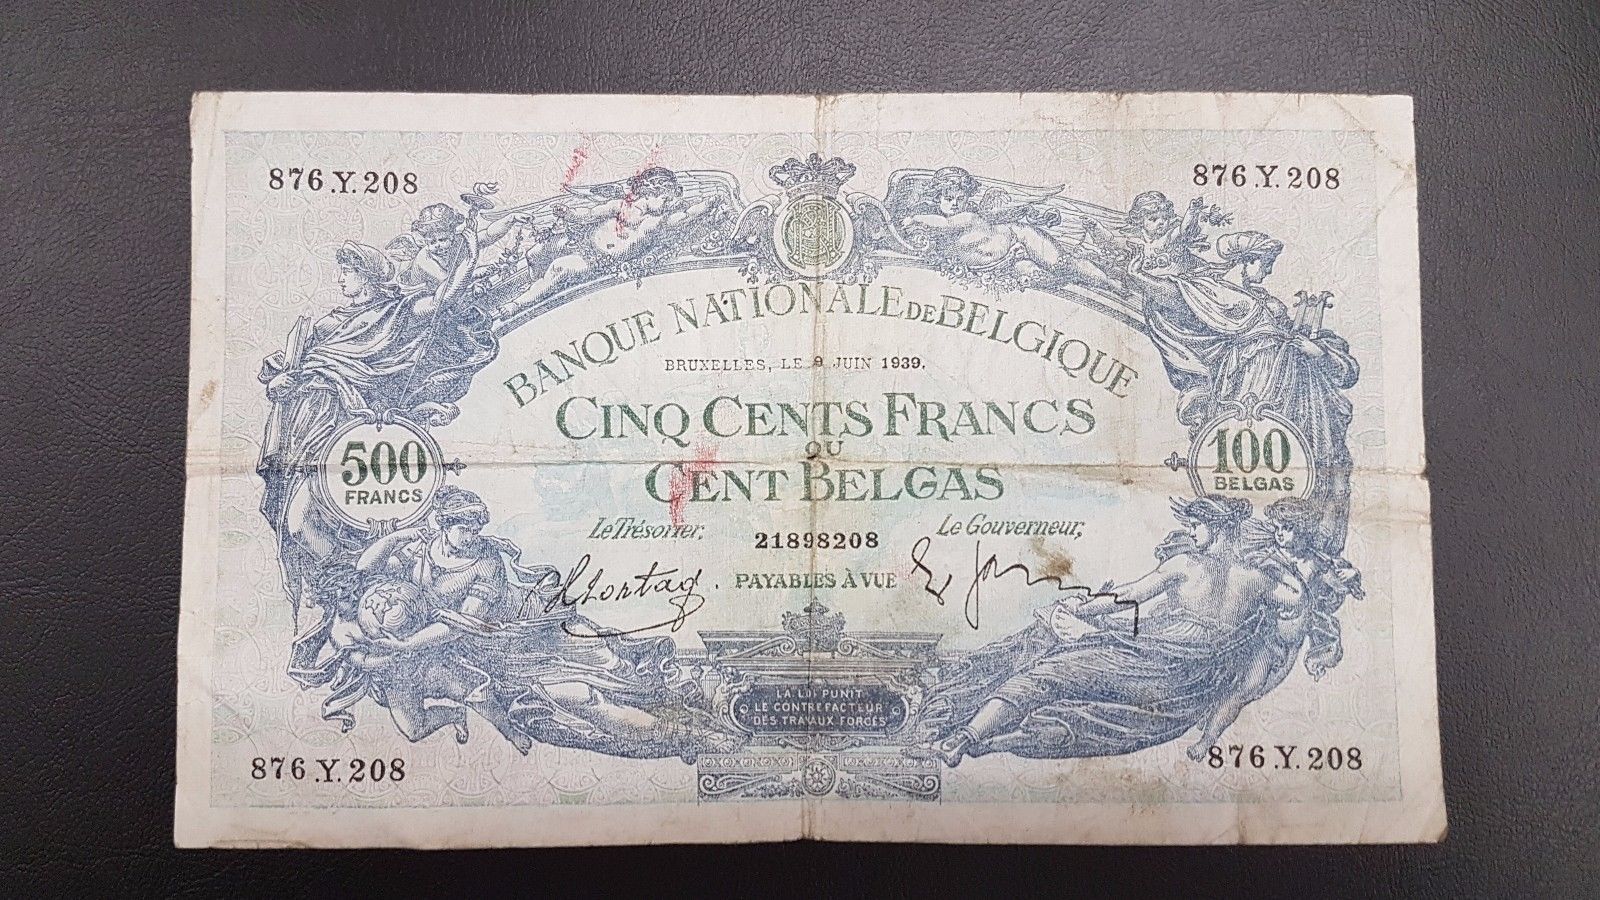 876.Y.208
876.Y.208
BANQUE NATIONALE DE BELGIQUE
BRUXELLES, LE 9 JUIN 1939.
CINQ CENTS FRANCS
OU
CENT BELGAS
500
FRANCS
100
BELGAS
Le Trésorier,
21898208
Le Gouverneur,
PAYABLES À VUE
LA LOI PUNIT
LE CONTREFACTEUR
DES TRAVAUX FORCÉS
876.Y.208
876.Y.208